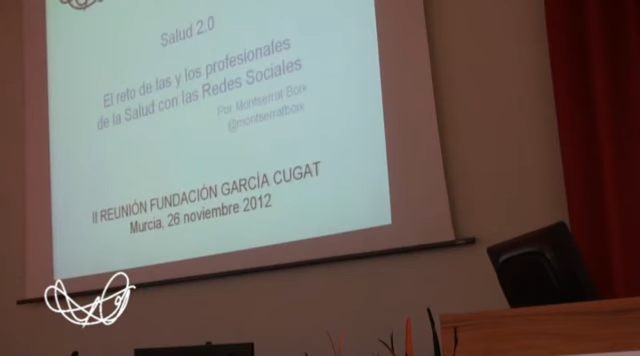 Salud 2.0
El reto de las y los profesionales
de la Salud con las Redes Sociales
Por Montserrat Boix
@montserratboix
II REUNIÓN FUNDACIÓN GARCÍA CUGAT
Murcia, 26 noviembre 2012